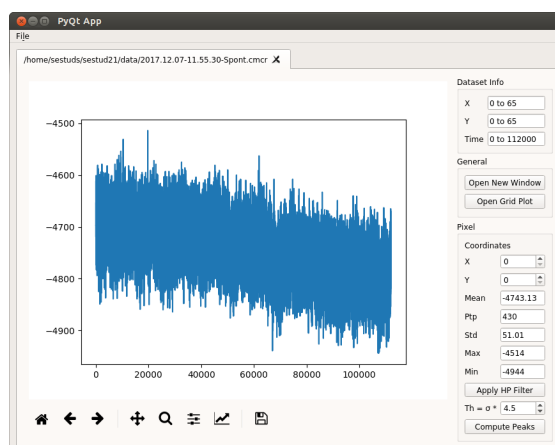 PyQt App
File
/home/sestuds/sestud21/data/2017.12.07-11.55.30-Spont.cmcr
−4500
−4600
−4700
−4800
−4900
0 20000 40000 60000 80000 100000
Dataset Info
X 0 to 65
Y 0 to 65
Time 0 to 112000
General
Open New Window
Open Grid Plot
Pixel
Coordinates
X 0
Y 0
Mean -4743.13
Ptp 430
Std 51.01
Max -4514
Min -4944
Apply HP Filter
Th = σ * 4.5
Compute Peaks